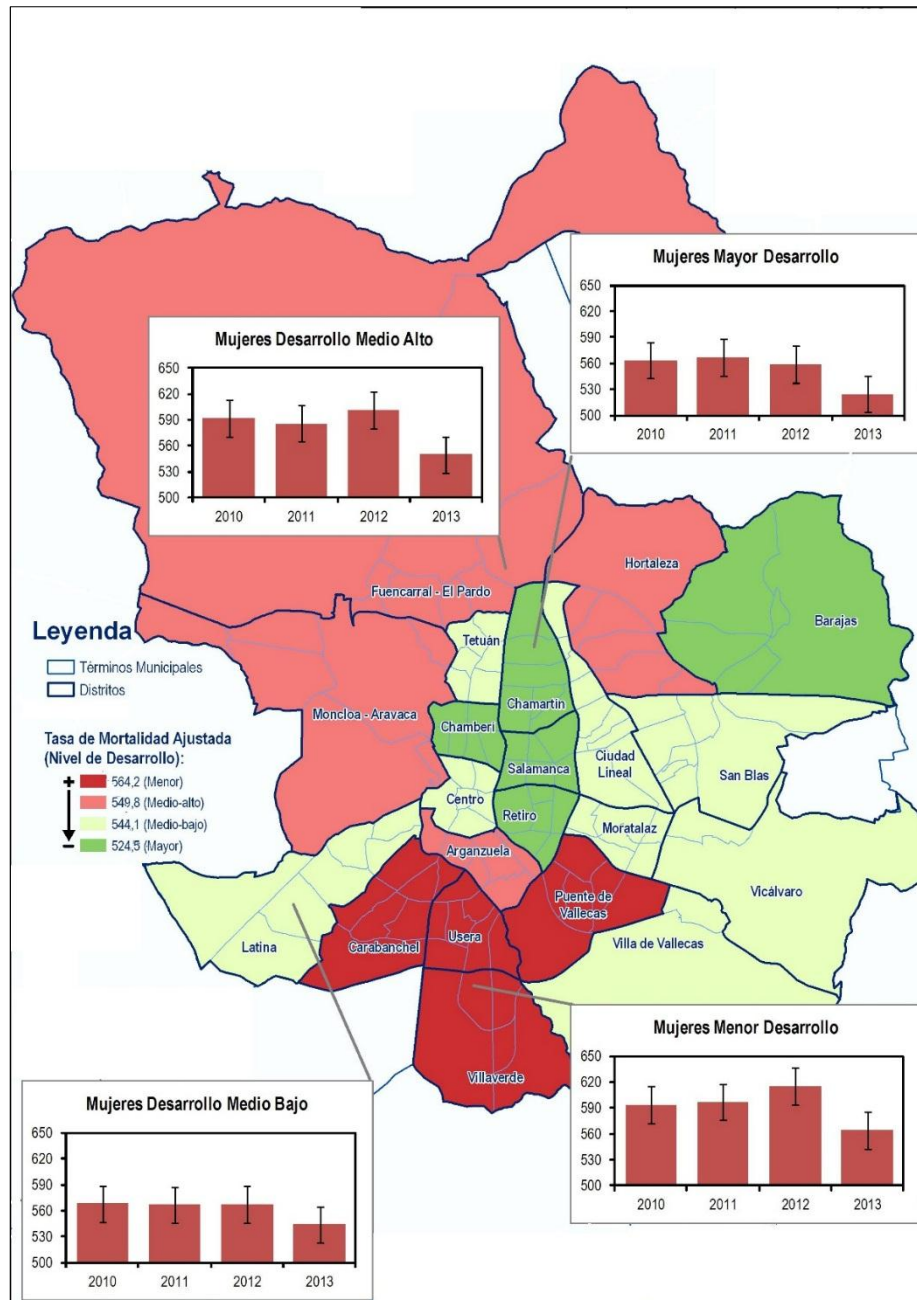 Mujeres Mayor Desarrollo
650
620
590
560
530
500
2010 2011 2012 2013
Mujeres Desarrollo Medio Alto
650
620
590
560
530
500
2010 2011 2012 2013
Hortaleza
Fuencarral - El Pardo
Barajas
Leyenda
Términos Municipales
Distritos
Tasa de Mortalidad Ajustada
(Nivel de Desarrollo):
+ 564,2 (Menor)
549,8 (Medio-alto)
544,1 (Medio-bajo)
- 524,5 (Mayor)
Tetuán
Moncloa - Aravaca
Chamberí
Chamartín
Ciudad
Lineal
San Blas
Salamanca
Centro
Retiro
Moratalaz
Arganzuela
Vicálvaro
Puente de
Vallecas
Latina
Carabanchel
Usera
Villa de Vallecas
Villaverde
Mujeres Menor Desarrollo
650
620
590
560
530
500
2010 2011 2012 2013
Mujeres Desarrollo Medio Bajo
650
620
590
560
530
500
2010 2011 2012 2013